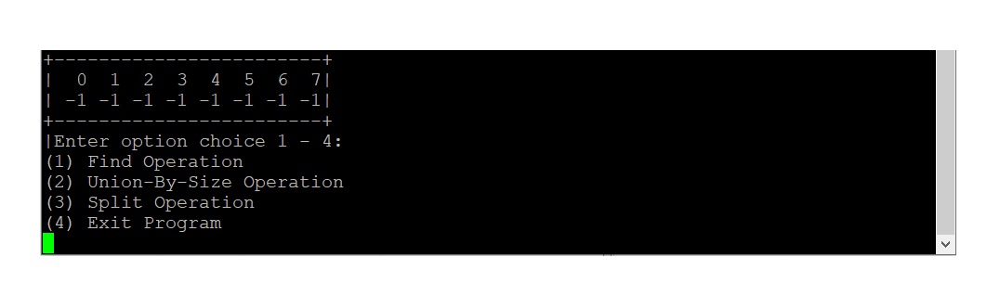 +------------------------+
|  0  1  2  3  4  5  6  7|
| -1 -1 -1 -1 -1 -1 -1 -1|
+------------------------+
|Enter option choice 1 - 4:
(1) Find Operation
(2) Union-By-Size Operation
(3) Split Operation
(4) Exit Program